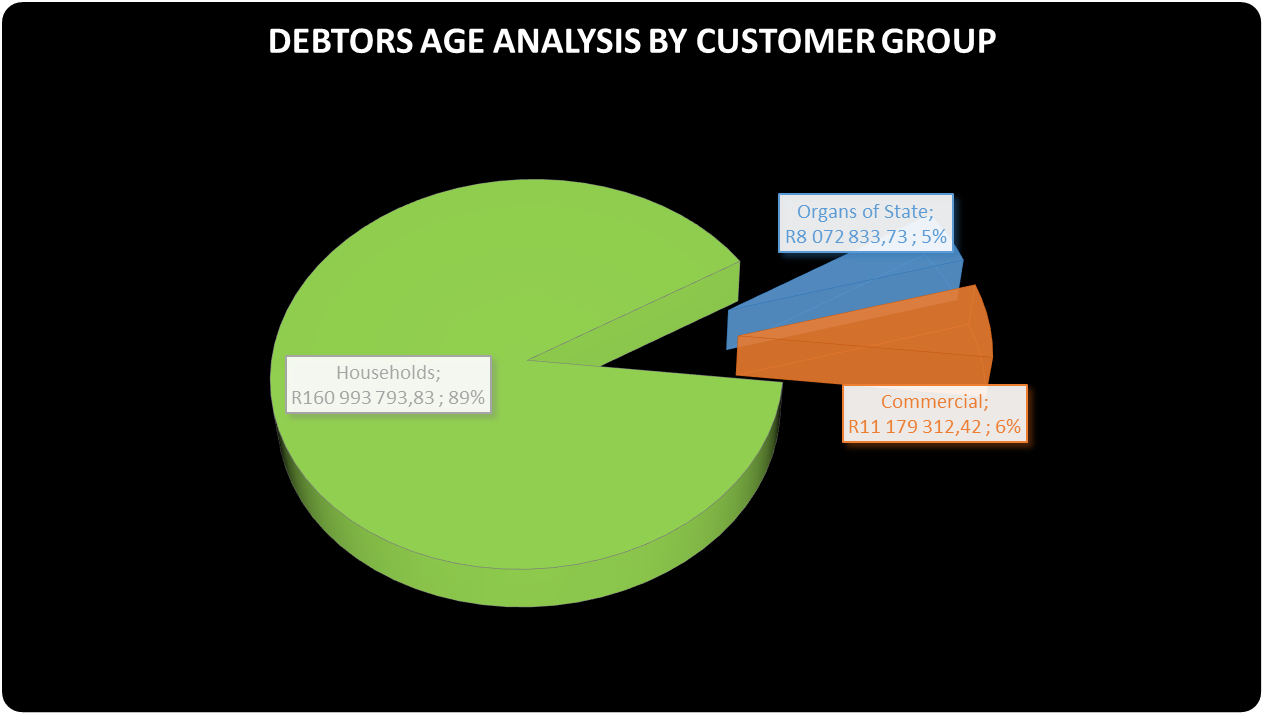 DEBTORS AGE ANALYSIS BY CUSTOMER GROUP
Organs of State;
R8 072 833,73 ; 5%
Households;
R160 993 793,83 ; 89%
Commercial;
R11 179 312,42 ; 6%